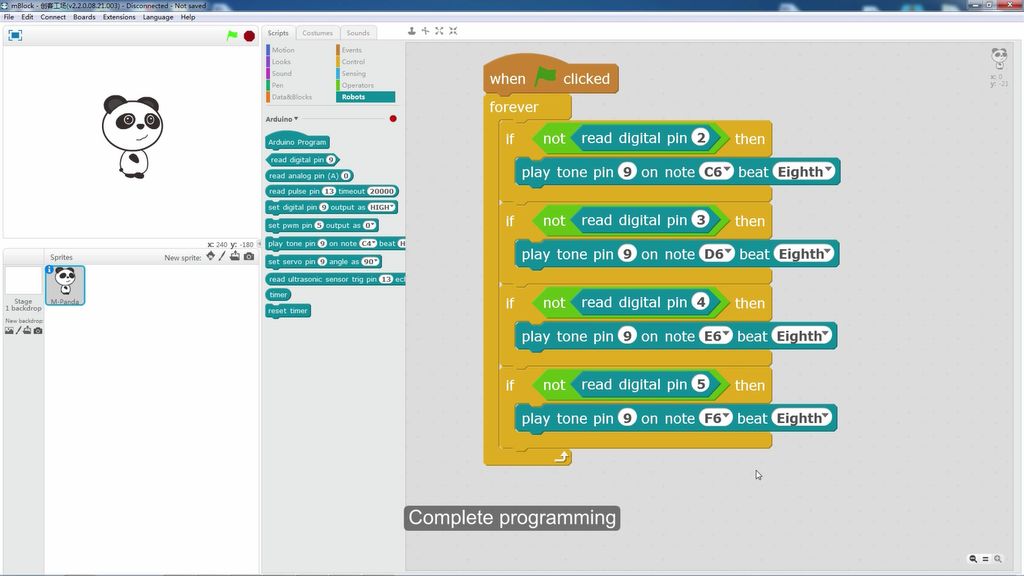 mBlock - 创客工场(v2.2.0.08.21.003) - Disconnected - Not saved
File Edit Connect Boards Extensions Language Help
Scripts Costumes Sounds
Motion Events
Looks Control
Sound Sensing
Pen Operators
Data&Blocks Robots
Arduino
Arduino Program
read digital pin 9
read analog pin (A) 0
read pulse pin 13 timeout 20000
set digital pin 9 output as HIGH
set pwm pin 5 output as 0
play tone pin 9 on note C4 beat H
set servo pin 9 angle as 90
read ultrasonic sensor trig pin 13 ec
timer
reset timer
x: 240 y: -180
Sprites New sprite:
M-Panda
Stage
1 backdrop
New backdrop
x: 0
y: -21
when clicked
forever
if not read digital pin 2 then
play tone pin 9 on note C6 beat Eighth
if not read digital pin 3 then
play tone pin 9 on note D6 beat Eighth
if not read digital pin 4 then
play tone pin 9 on note E6 beat Eighth
if not read digital pin 5 then
play tone pin 9 on note F6 beat Eighth
Complete programming